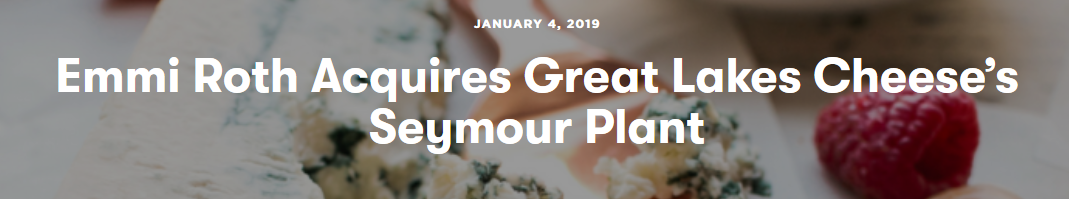 JANUARY 4, 2019
Emmi Roth Acquires Great Lakes Cheese’s
Seymour Plant